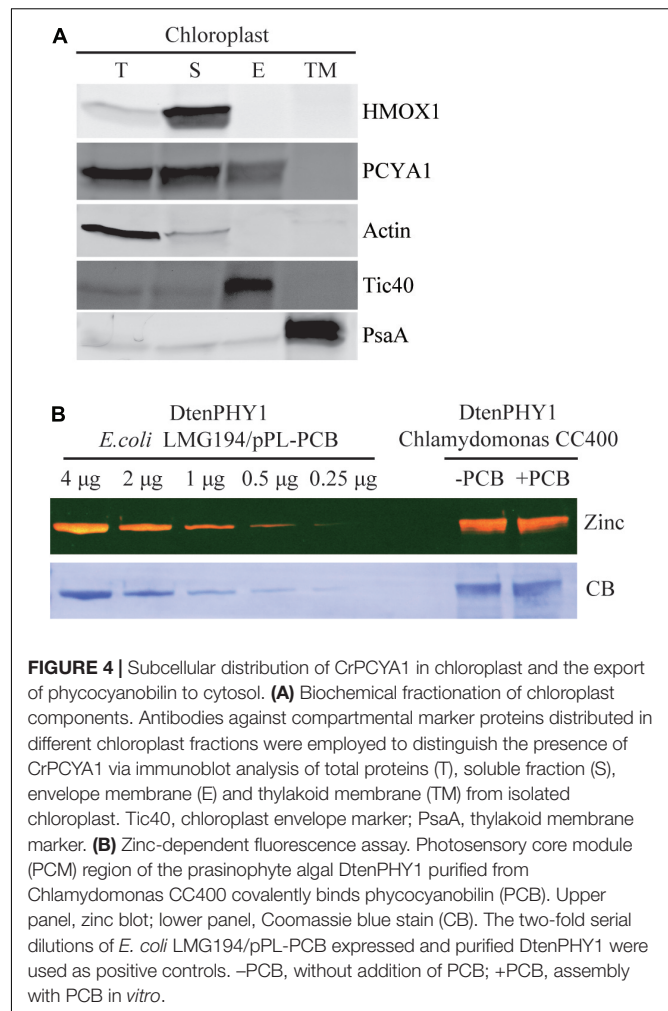 A
Chloroplast
T S E TM
HMOX1
PCYA1
Actin
Tic40
PsaA
B
DtenPHY1 DtenPHY1
E.coli LMG194/pPL-PCB Chlamydomonas CC400
4 μg 2 μg 1 μg 0.5 μg 0.25 μg -PCB +PCB
Zinc
CB
FIGURE 4 | Subcellular distribution of CrPCYA1 in chloroplast and the export
of phycocyanobilin to cytosol. (A) Biochemical fractionation of chloroplast
components. Antibodies against compartmental marker proteins distributed in
different chloroplast fractions were employed to distinguish the presence of
CrPCYA1 via immunoblot analysis of total proteins (T), soluble fraction (S),
envelope membrane (E) and thylakoid membrane (TM) from isolated
chloroplast. Tic40, chloroplast envelope marker; PsaA, thylakoid membrane
marker. (B) Zinc-dependent fluorescence assay. Photosensory core module
(PCM) region of the prasinophyte algal DtenPHY1 purified from
Chlamydomonas CC400 covalently binds phycocyanobilin (PCB). Upper
panel, zinc blot; lower panel, Coomassie blue stain (CB). The two-fold serial
dilutions of E. coli LMG194/pPL-PCB expressed and purified DtenPHY1 were
used as positive controls. –PCB, without addition of PCB; +PCB, assembly
with PCB in vitro.